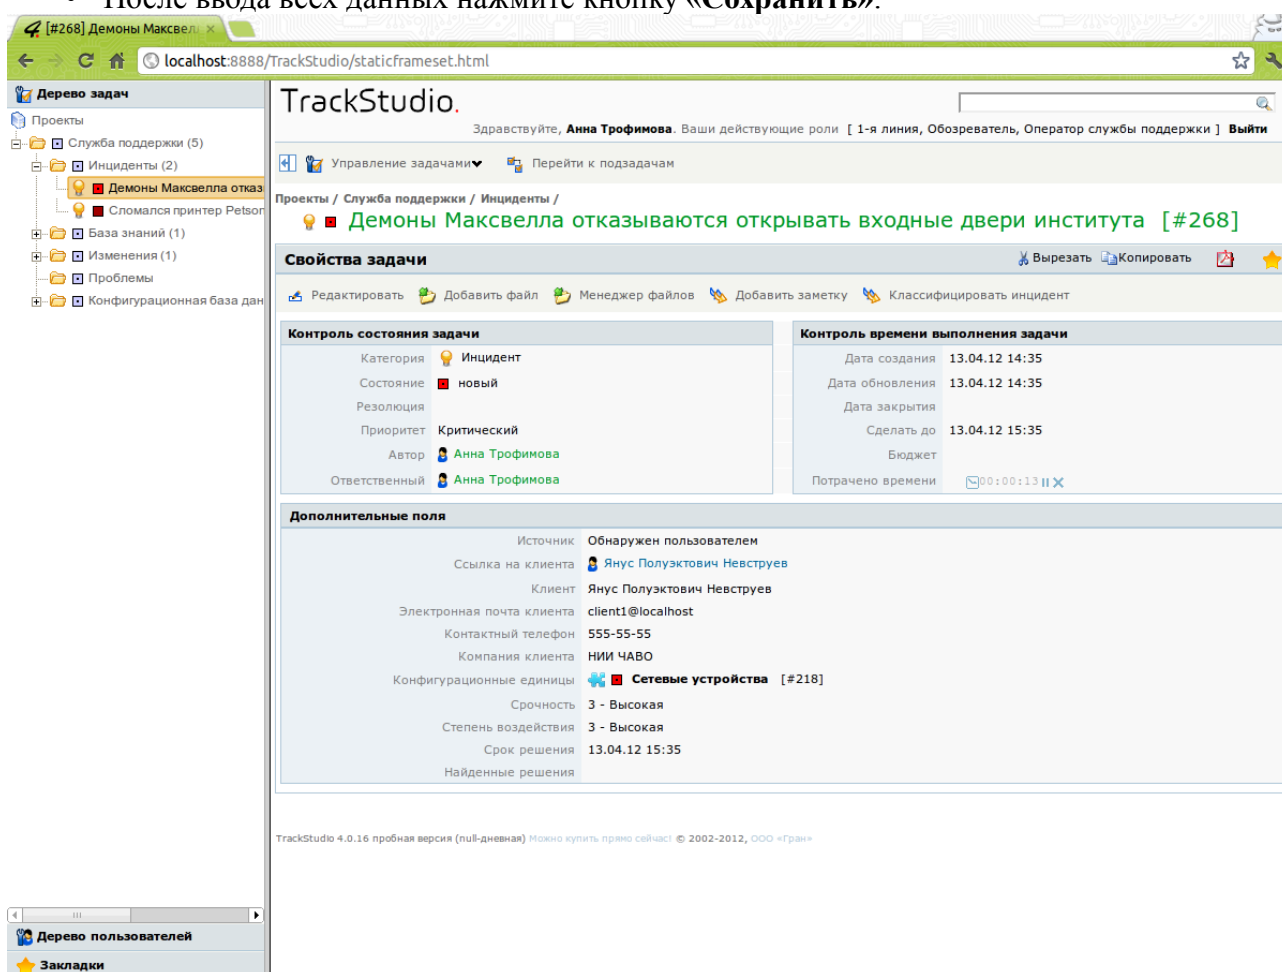 • После ввода всех данных нажмите кнопку «Сохранить».
[#268] Демоны Максвел ×
localhost:8888/TrackStudio/staticframeset.html
Дерево задач
Проекты
Служба поддержки (5)
Инциденты (2)
Демоны Максвелла отказ
Сломался принтер Petson
База знаний (1)
Изменения (1)
Проблемы
Конфигурационная база дан
Дерево пользователей
Закладки
TrackStudio.
Здравствуйте, Анна Трофимова. Ваши действующие роли [ 1-я линия, Обозреватель, Оператор службы поддержки ] Выйти
Управление задачами Перейти к подзадачам
Проекты / Служба поддержки / Инциденты /
Демоны Максвелла отказываются открывать входные двери института [#268]
Свойства задачи Вырезать Копировать
Редактировать Добавить файл Менеджер файлов Добавить заметку Классифицировать инцидент
Контроль состояния задачи
Категория Инцидент
Состояние новый
Резолюция
Приоритет Критический
Автор Анна Трофимова
Ответственный Анна Трофимова
Контроль времени выполнения задачи
Дата создания 13.04.12 14:35
Дата обновления 13.04.12 14:35
Дата закрытия
Сделать до 13.04.12 15:35
Бюджет
Потрачено времени 00:00:13
Дополнительные поля
Источник Обнаружен пользователем
Ссылка на клиента Янус Полуэктович Невструев
Клиент Янус Полуэктович Невструев
Электронная почта клиента client1@localhost
Контактный телефон 555-55-55
Компания клиента НИИ ЧАВО
Конфигурационные единицы Сетевые устройства [#218]
Срочность 3 - Высокая
Степень воздействия 3 - Высокая
Срок решения 13.04.12 15:35
Найденные решения
TrackStudio 4.0.16 пробная версия (null-дневная) Можно купить прямо сейчас! © 2002-2012, ООО «Гран»